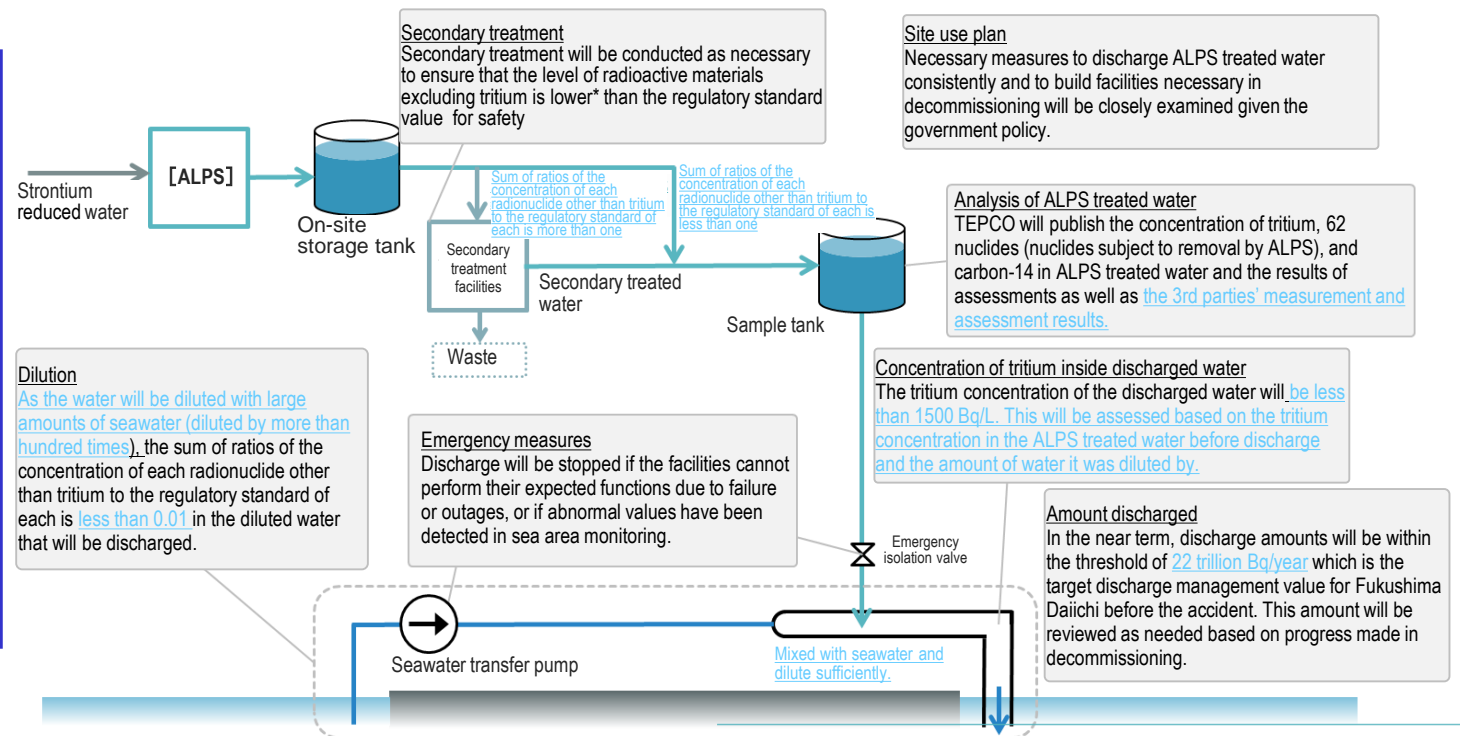 Secondary treatment
Secondary treatment will be conducted as necessary
to ensure that the level of radioactive materials
excluding tritium is lower* than the regulatory standard
value for safety
Site use plan
Necessary measures to discharge ALPS treated water
consistently and to build facilities necessary in
decommissioning will be closely examined given the
government policy.
Strontium
reduced water
[ALPS]
On-site
storage tank
Sum of ratios of the
concentration of each
radionuclide other than tritium
to the regulatory standard of
each is more than one
Sum of ratios of the
concentration of each
radionuclide other than tritium to
the regulatory standard of each is
less than one
Secondary
treatment
facilities
Secondary treated
water
Waste
Sample tank
Analysis of ALPS treated water
TEPCO will publish the concentration of tritium, 62
nuclides (nuclides subject to removal by ALPS), and
carbon-14 in ALPS treated water and the results of
assessments as well as the 3rd parties' measurement and
assessment results.
Dilution
As the water will be diluted with large
amounts of seawater (diluted by more than
hundred times), the sum of ratios of the
concentration of each radionuclide other
than tritium to the regulatory standard of
each is less than 0.01 in the diluted water
that will be discharged.
Emergency measures
Discharge will be stopped if the facilities cannot
perform their expected functions due to failure
or outages, or if abnormal values have been
detected in sea area monitoring.
Concentration of tritium inside discharged water
The tritium concentration of the discharged water will be less
than 1500 Bq/L. This will be assessed based on the tritium
concentration in the ALPS treated water before discharge
and the amount of water it was diluted by.
Emergency
isolation valve
Amount discharged
In the near term, discharge amounts will be within
the threshold of 22 trillion Bq/year which is the
target discharge management value for Fukushima
Daiichi before the accident. This amount will be
reviewed as needed based on progress made in
decommissioning.
Seawater transfer pump
Mixed with seawater and
dilute sufficiently.